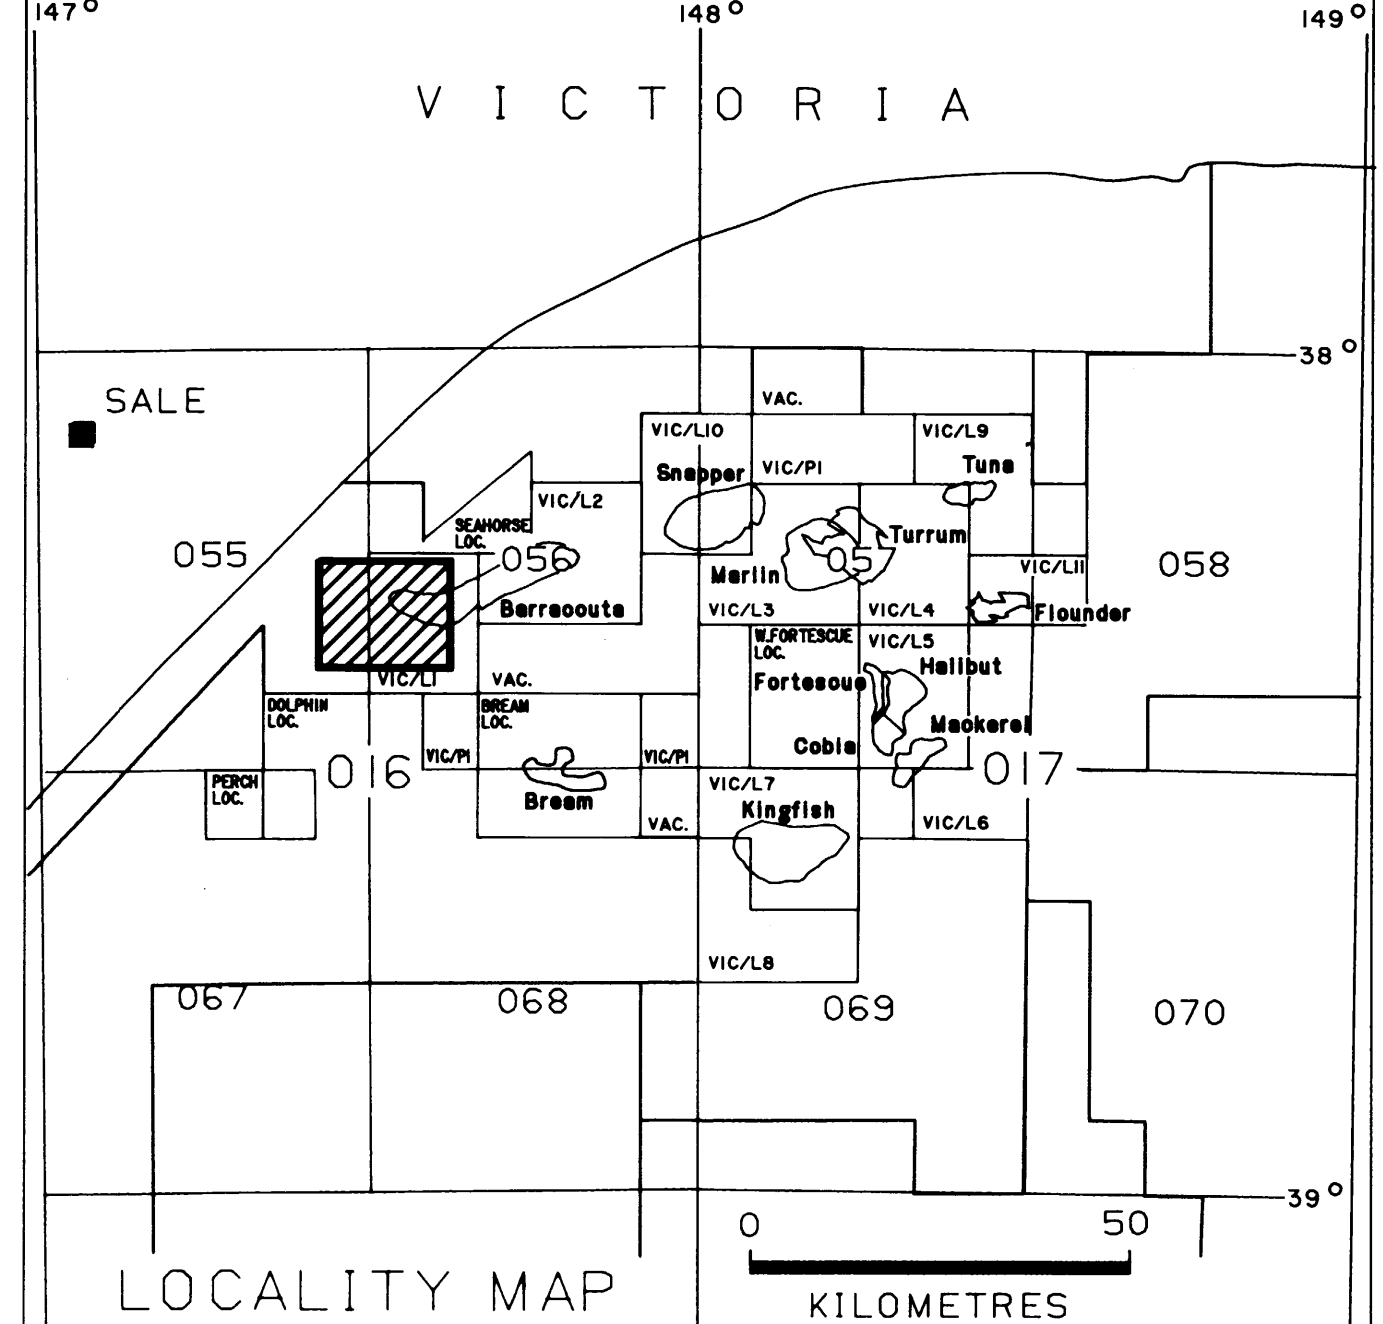 147° 148° 149°
VICTORIA
38°
SALE
VAC.
VIC/L10
VIC/L9
Snapper
VIC/P1
Tuna
VIC/L2
SEAHORSE
LOC.
Turrum
055
056
05
058
Marlin
VIC/L11
Barracouta
VIC/L3
VIC/L4
Flounder
W.FORTESCUE
LOC.
VIC/L5
Halibut
VIC/L1
VAC.
Fortescue
DOLPHIN
LOC.
BREAM
LOC.
Mackerel
Cobia
VIC/P1
VIC/P1
016
017
PERCH
LOC.
VIC/L7
Bream
Kingfish
VAC.
VIC/L6
VIC/L8
067
068
069
070
39°
0 50
LOCALITY MAP
KILOMETRES